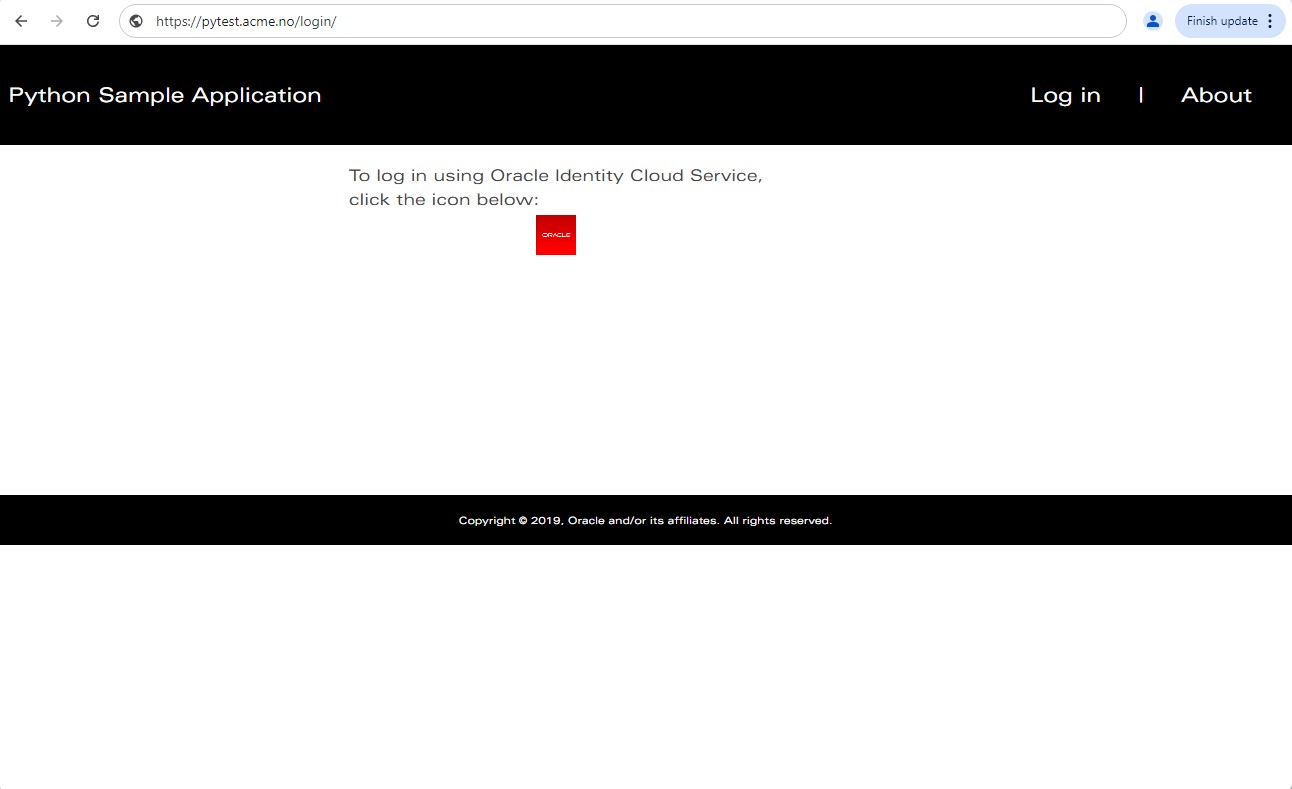 https://pytest.acme.no/login/
Finish update
Python Sample Application
Log in | About
To log in using Oracle Identity Cloud Service,
click the icon below:
ORACLE
Copyright © 2019, Oracle and/or its affiliates. All rights reserved.